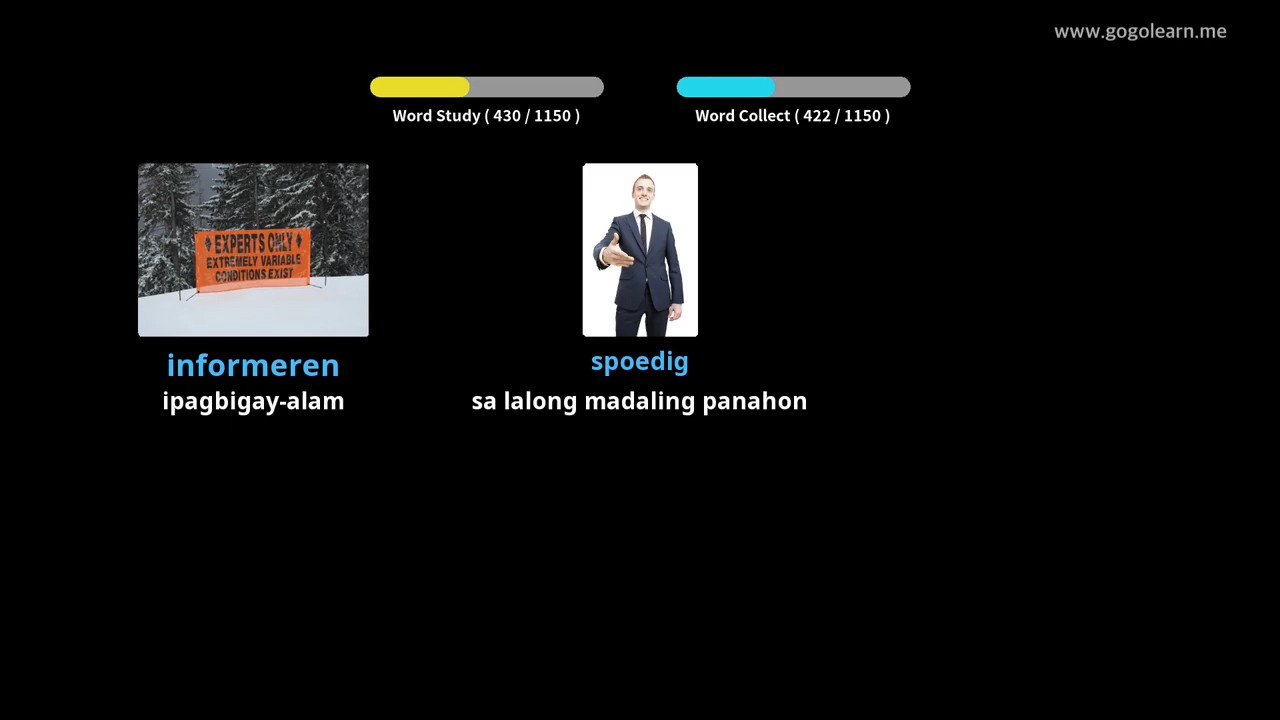 www.gogolearn.me
Word Study ( 430 / 1150 )
Word Collect ( 422 / 1150 )
EXPERTS ONLY
EXTREMELY VARIABLE
CONDITIONS EXIST
informeren
ipagbigay-alam
spoedig
sa lalong madaling panahon